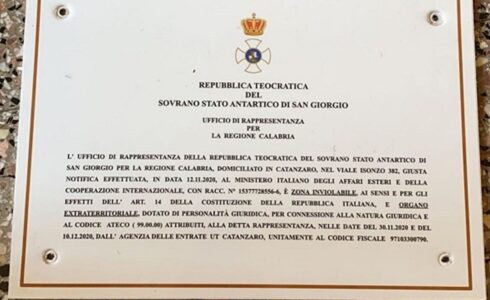 REPUBBLICA TEOCRATICA
DEL
SOVRANO STATO ANTARTICO DI SAN GIORGIO
UFFICIO DI RAPPRESENTANZA
PER
LA REGIONE CALABRIA
L' UFFICIO DI RAPPRESENTANZA DELLA REPUBBLICA TEOCRATICA DEL SOVRANO STATO ANTARTICO DI
SAN GIORGIO PER LA REGIONE CALABRIA, DOMICILIATO IN CATANZARO, NEL VIALE ISONZO 382, GIUSTA
NOTIFICA EFFETTUATA, IN DATA 12.11.2020, AL MINISTERO ITALIANO DEGLI AFFARI ESTERI E DELLA
COOPERAZIONE INTERNAZIONALE, CON RACC. N° 15377728556-6, È ZONA INVIOLABILE, AI SENSI E PER GLI
EFFETTI DELL' ART. 14 DELLA COSTITUZIONE DELLA REPUBBLICA ITALIANA, E ORGANO
EXTRATERRITORIALE, DOTATO DI PERSONALITÀ GIURIDICA, PER CONNESSIONE ALLA NATURA GIURIDICA E
AL CODICE ATECO ( 99.00.00) ATTRIBUITI, ALLA DETTA RAPPRESENTANZA, NELLE DATE DEL 30.11.2020 E DEL
10.12.2020, DALL' AGENZIA DELLE ENTRATE UT CATANZARO, UNITAMENTE AL CODICE FISCALE 97103300790.